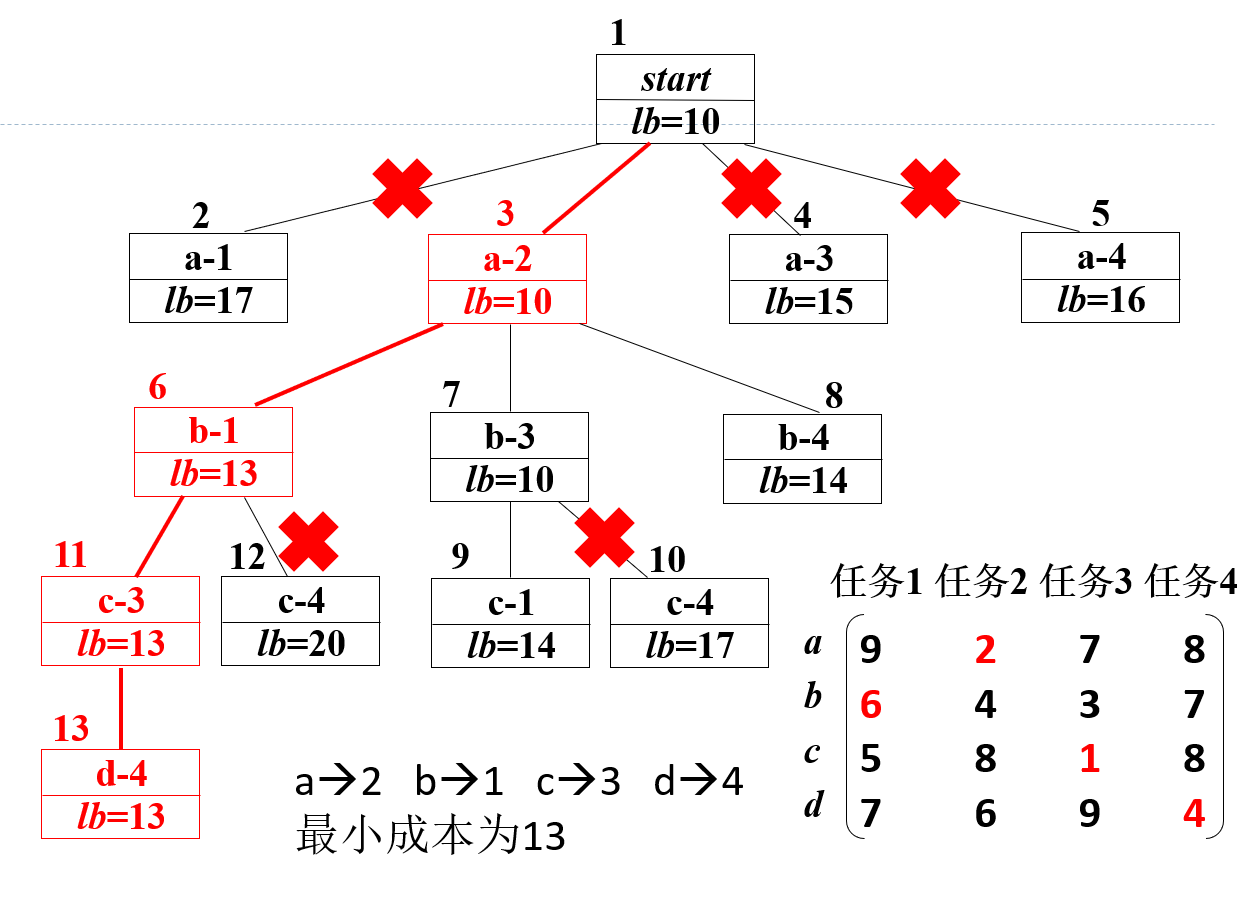 1
start
lb=10
2
a-1
lb=17
3
a-2
lb=10
4
a-3
lb=15
5
a-4
lb=16
6
b-1
lb=13
7
b-3
lb=10
8
b-4
lb=14
11
c-3
lb=13
12
c-4
lb=20
9
c-1
lb=14
10
c-4
lb=17
13
d-4
lb=13
a→2 b→1 c→3 d→4
最小成本为13
任务1 任务2 任务3 任务4
a 9 2 7 8
b 6 4 3 7
c 5 8 1 8
d 7 6 9 4